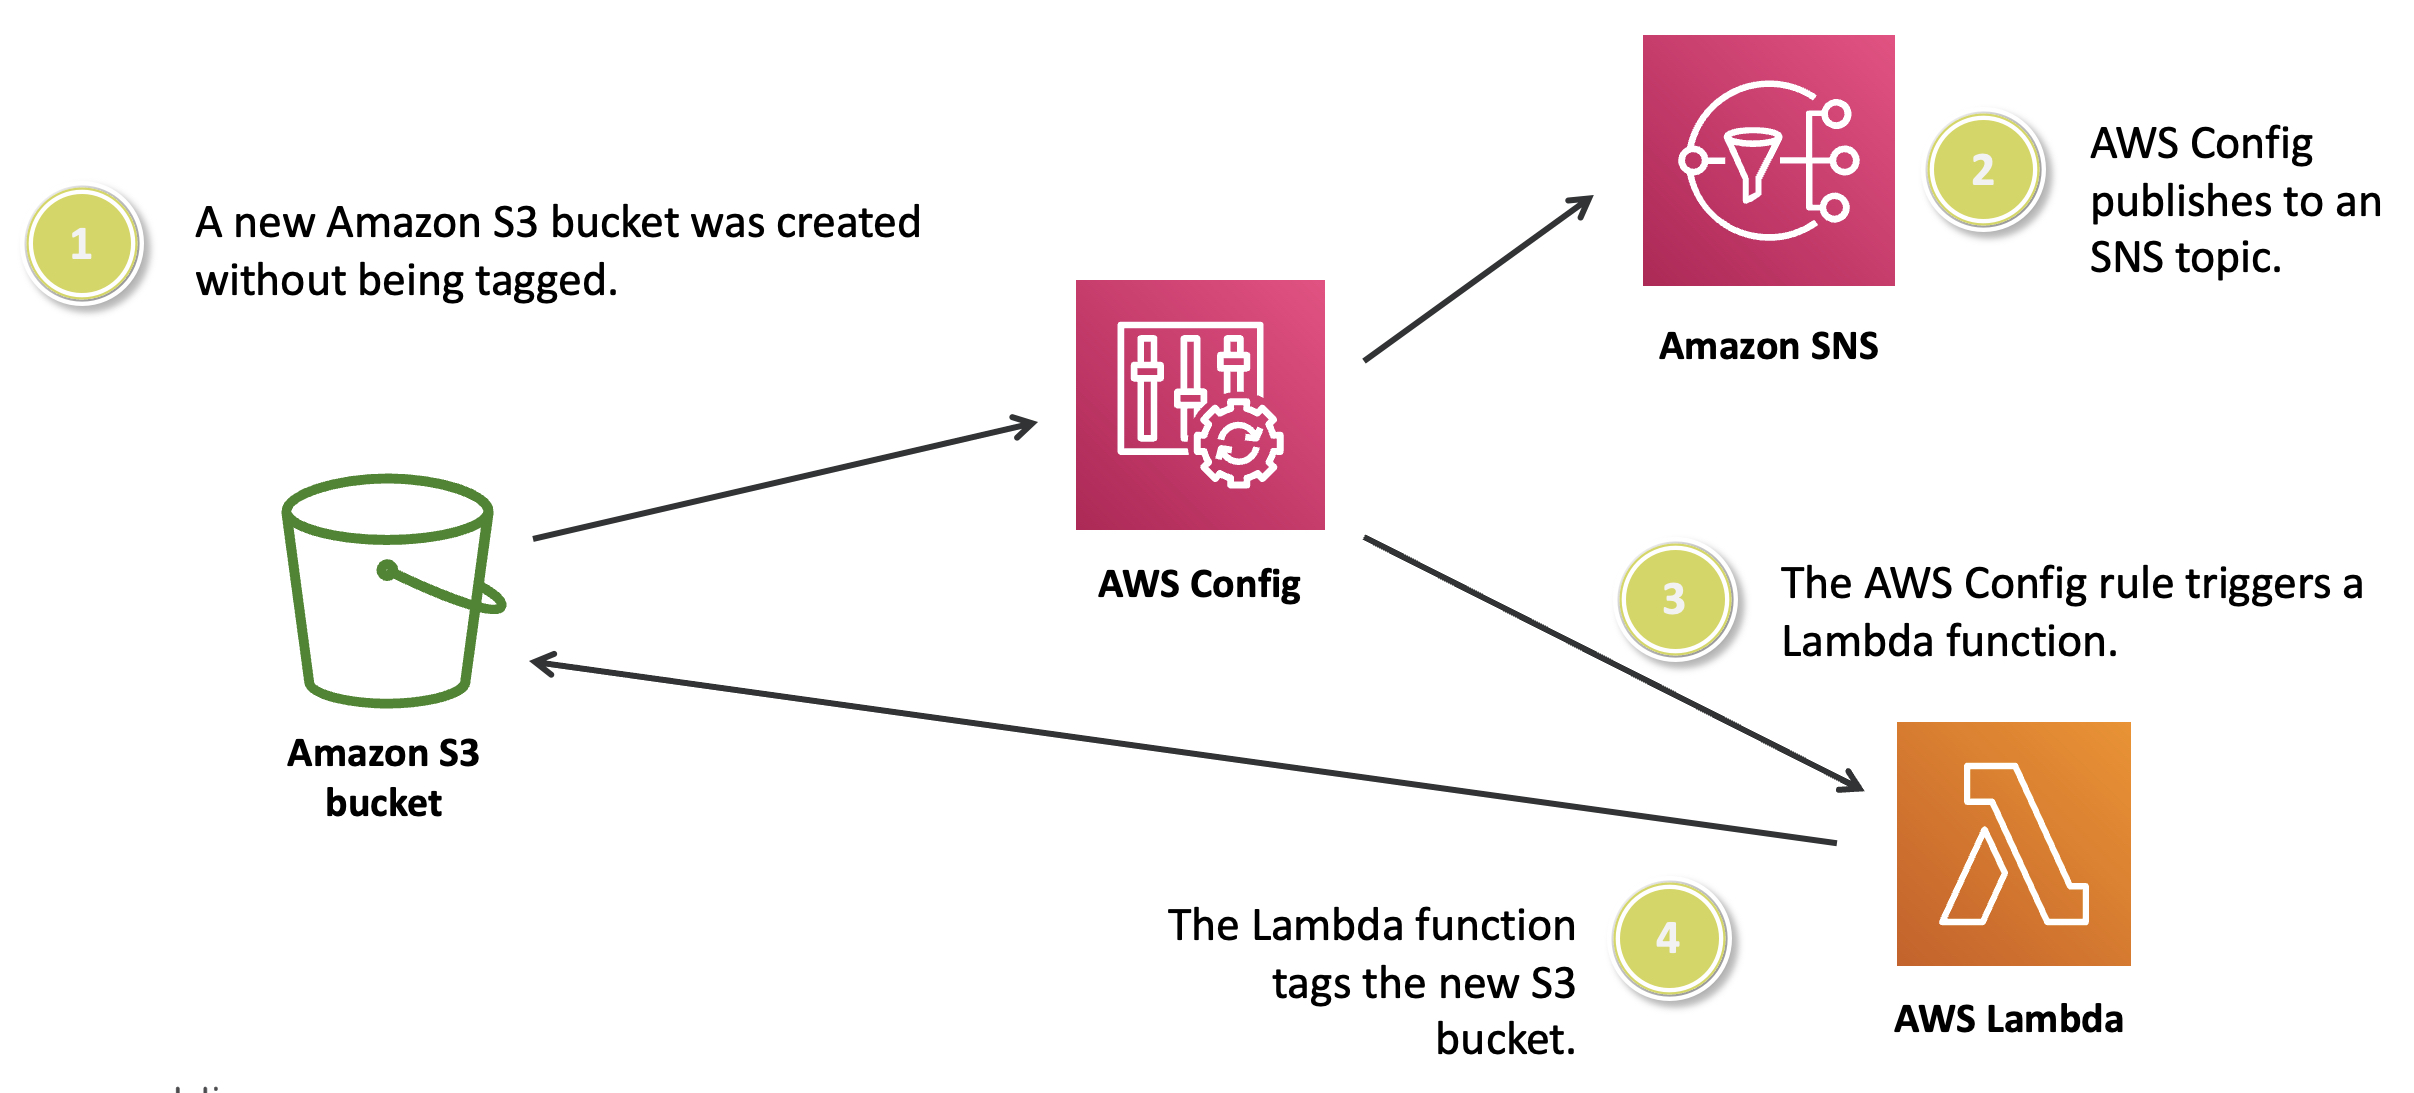 1
A new Amazon S3 bucket was created
without being tagged.
Amazon S3
bucket
AWS Config
Amazon SNS
2
AWS Config
publishes to an
SNS topic.
3
The AWS Config rule triggers a
Lambda function.
AWS Lambda
4
The Lambda function
tags the new S3
bucket.